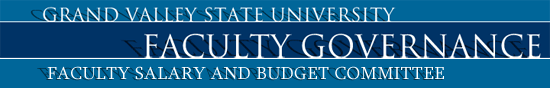 GRAND VALLEY STATE UNIVERSITY
FACULTY GOVERNANCE
FACULTY SALARY AND BUDGET COMMITTEE